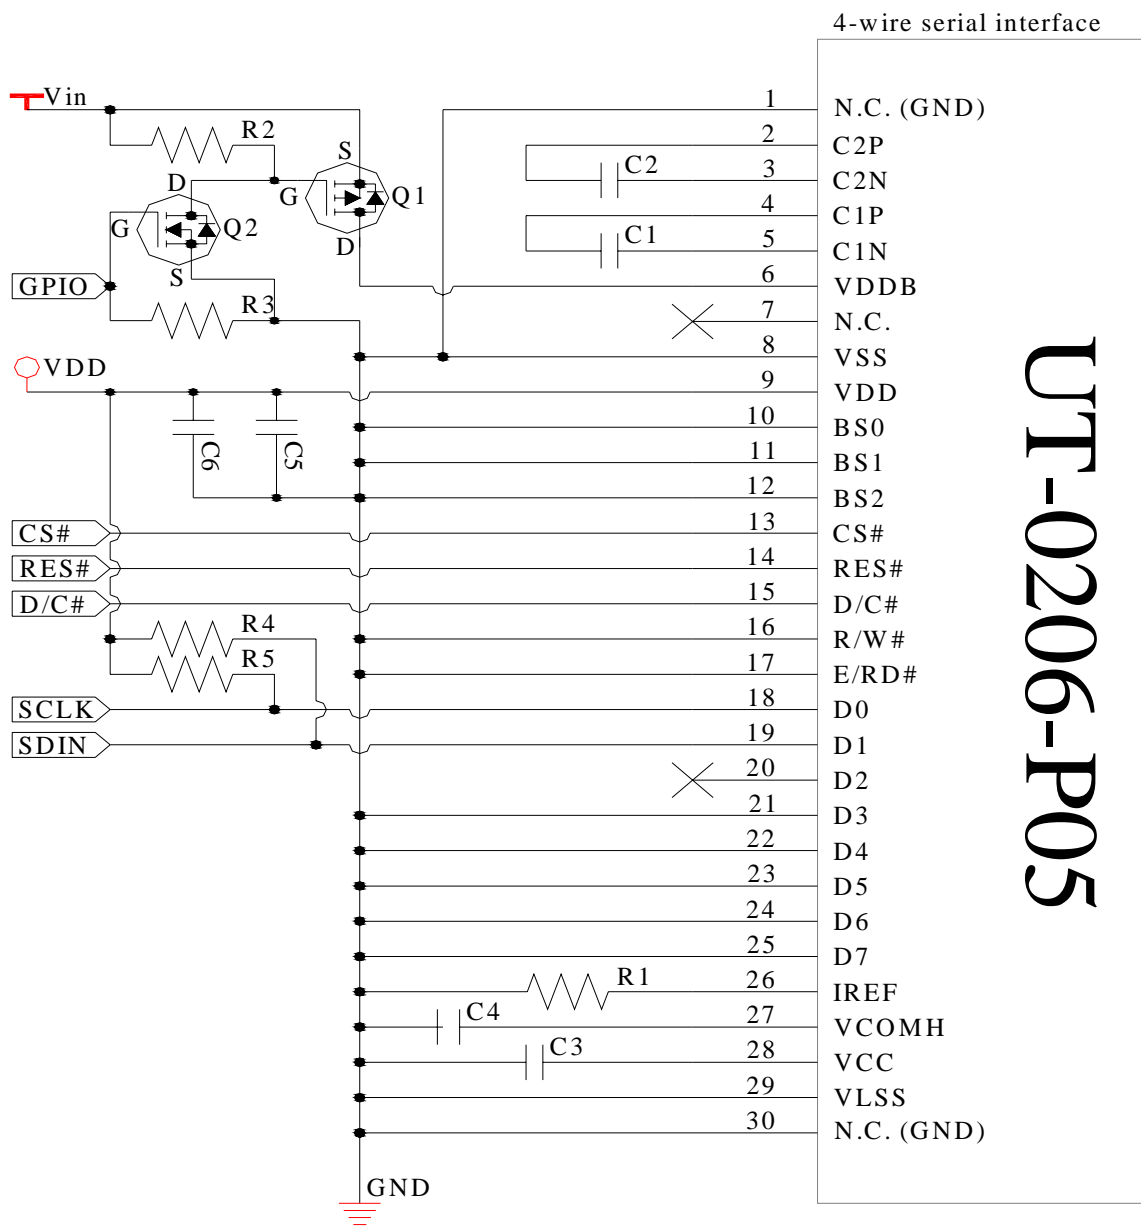 4-wire serial interface
Vin
1 N.C. (GND)
R2
2 C2P
S
D
C2
3 C2N
G
Q1
4 C1P
G
Q2
C1
D
5 C1N
S
GPIO
6 VDDB
R3
7 N.C.
8 VSS
VDD
9 VDD
10 BS0
C6
C5
11 BS1
12 BS2
CS#
13 CS#
RES#
14 RES#
D/C#
15 D/C#
R4
16 R/W#
R5
17 E/RD#
SCLK
18 D0
SDIN
19 D1
20 D2
21 D3
22 D4
23 D5
24 D6
25 D7
R1
26 IREF
C4
27 VCOMH
C3
28 VCC
29 VLSS
30 N.C. (GND)
GND
UT-0206-P05